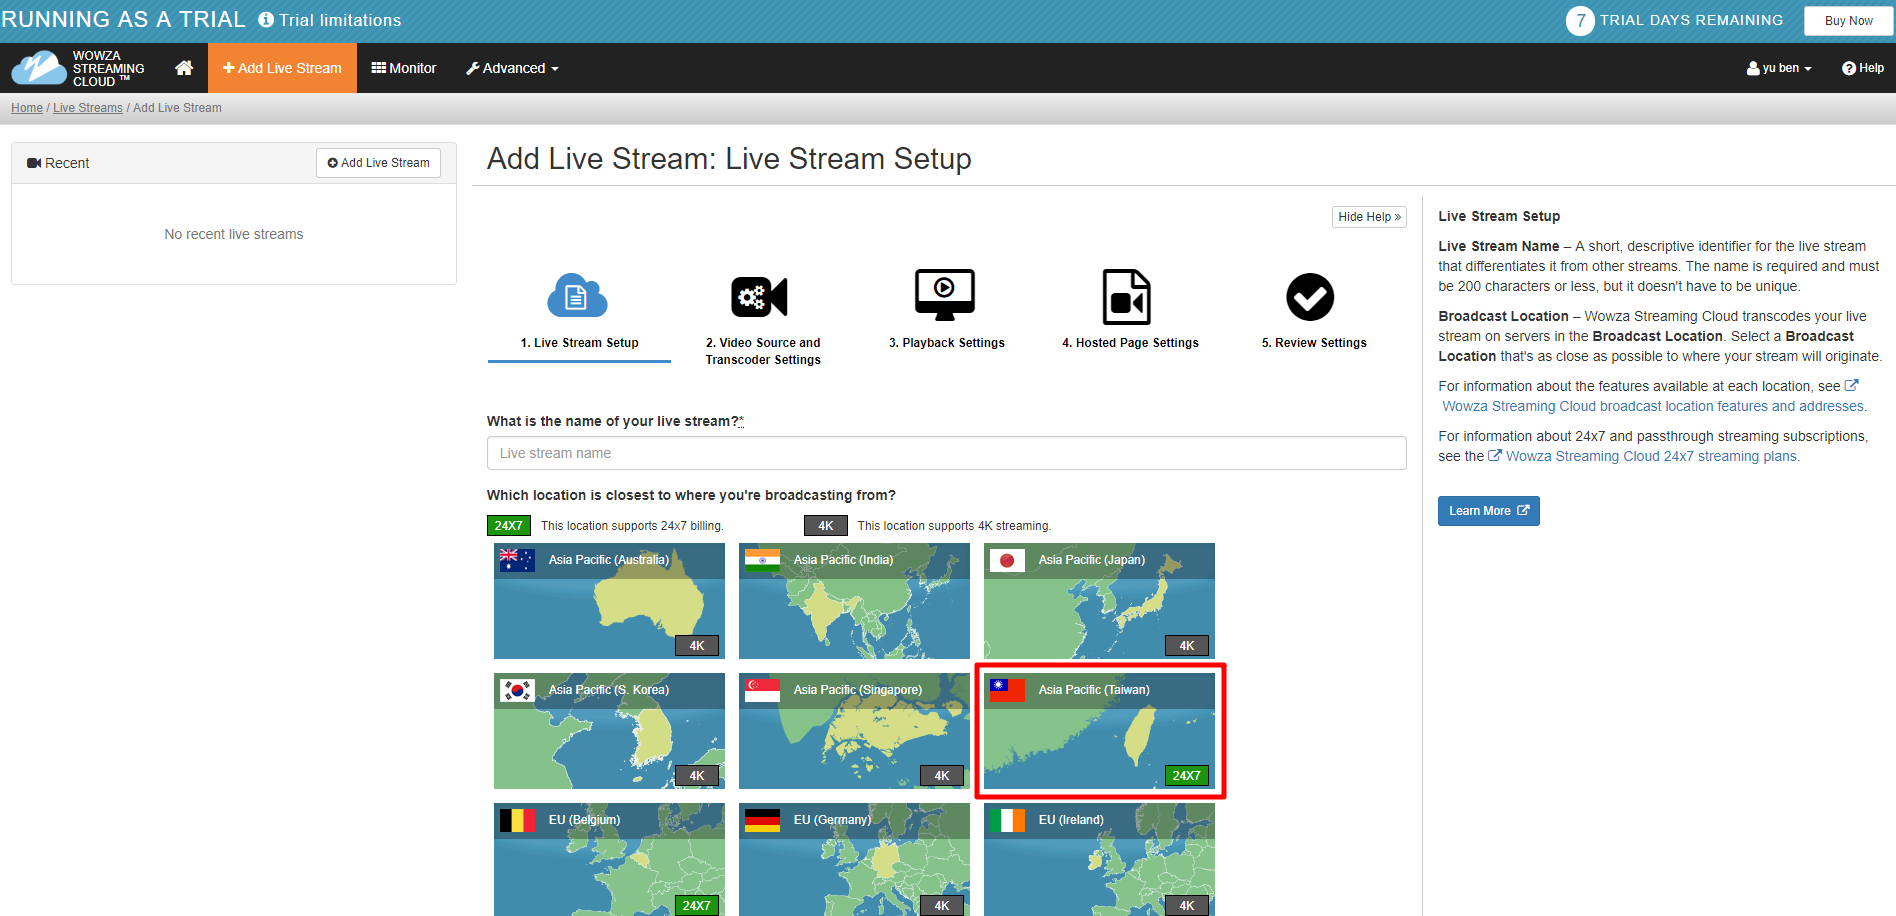 RUNNING AS A TRIAL Trial limitations
7 TRIAL DAYS REMAINING Buy Now
WOWZA
STREAMING
CLOUD ™
Add Live Stream Monitor Advanced yu ben Help
Home / Live Streams / Add Live Stream
Recent Add Live Stream
No recent live streams
Add Live Stream: Live Stream Setup
Hide Help »
1. Live Stream Setup
2. Video Source and
Transcoder Settings
3. Playback Settings
4. Hosted Page Settings
5. Review Settings
What is the name of your live stream?*
Live stream name
Which location is closest to where you're broadcasting from?
24X7 This location supports 24x7 billing. 4K This location supports 4K streaming.
Asia Pacific (Australia)
4K
Asia Pacific (India)
Asia Pacific (Japan)
4K
Asia Pacific (S. Korea)
4K
Asia Pacific (Singapore)
4K
Asia Pacific (Taiwan)
24X7
EU (Belgium)
24X7
EU (Germany)
4K
EU (Ireland)
4K
Live Stream Setup
Live Stream Name – A short, descriptive identifier for the live stream
that differentiates it from other streams. The name is required and must
be 200 characters or less, but it doesn't have to be unique.
Broadcast Location – Wowza Streaming Cloud transcodes your live
stream on servers in the Broadcast Location. Select a Broadcast
Location that's as close as possible to where your stream will originate.
For information about the features available at each location, see
Wowza Streaming Cloud broadcast location features and addresses.
For information about 24x7 and passthrough streaming subscriptions,
see the Wowza Streaming Cloud 24x7 streaming plans.
Learn More